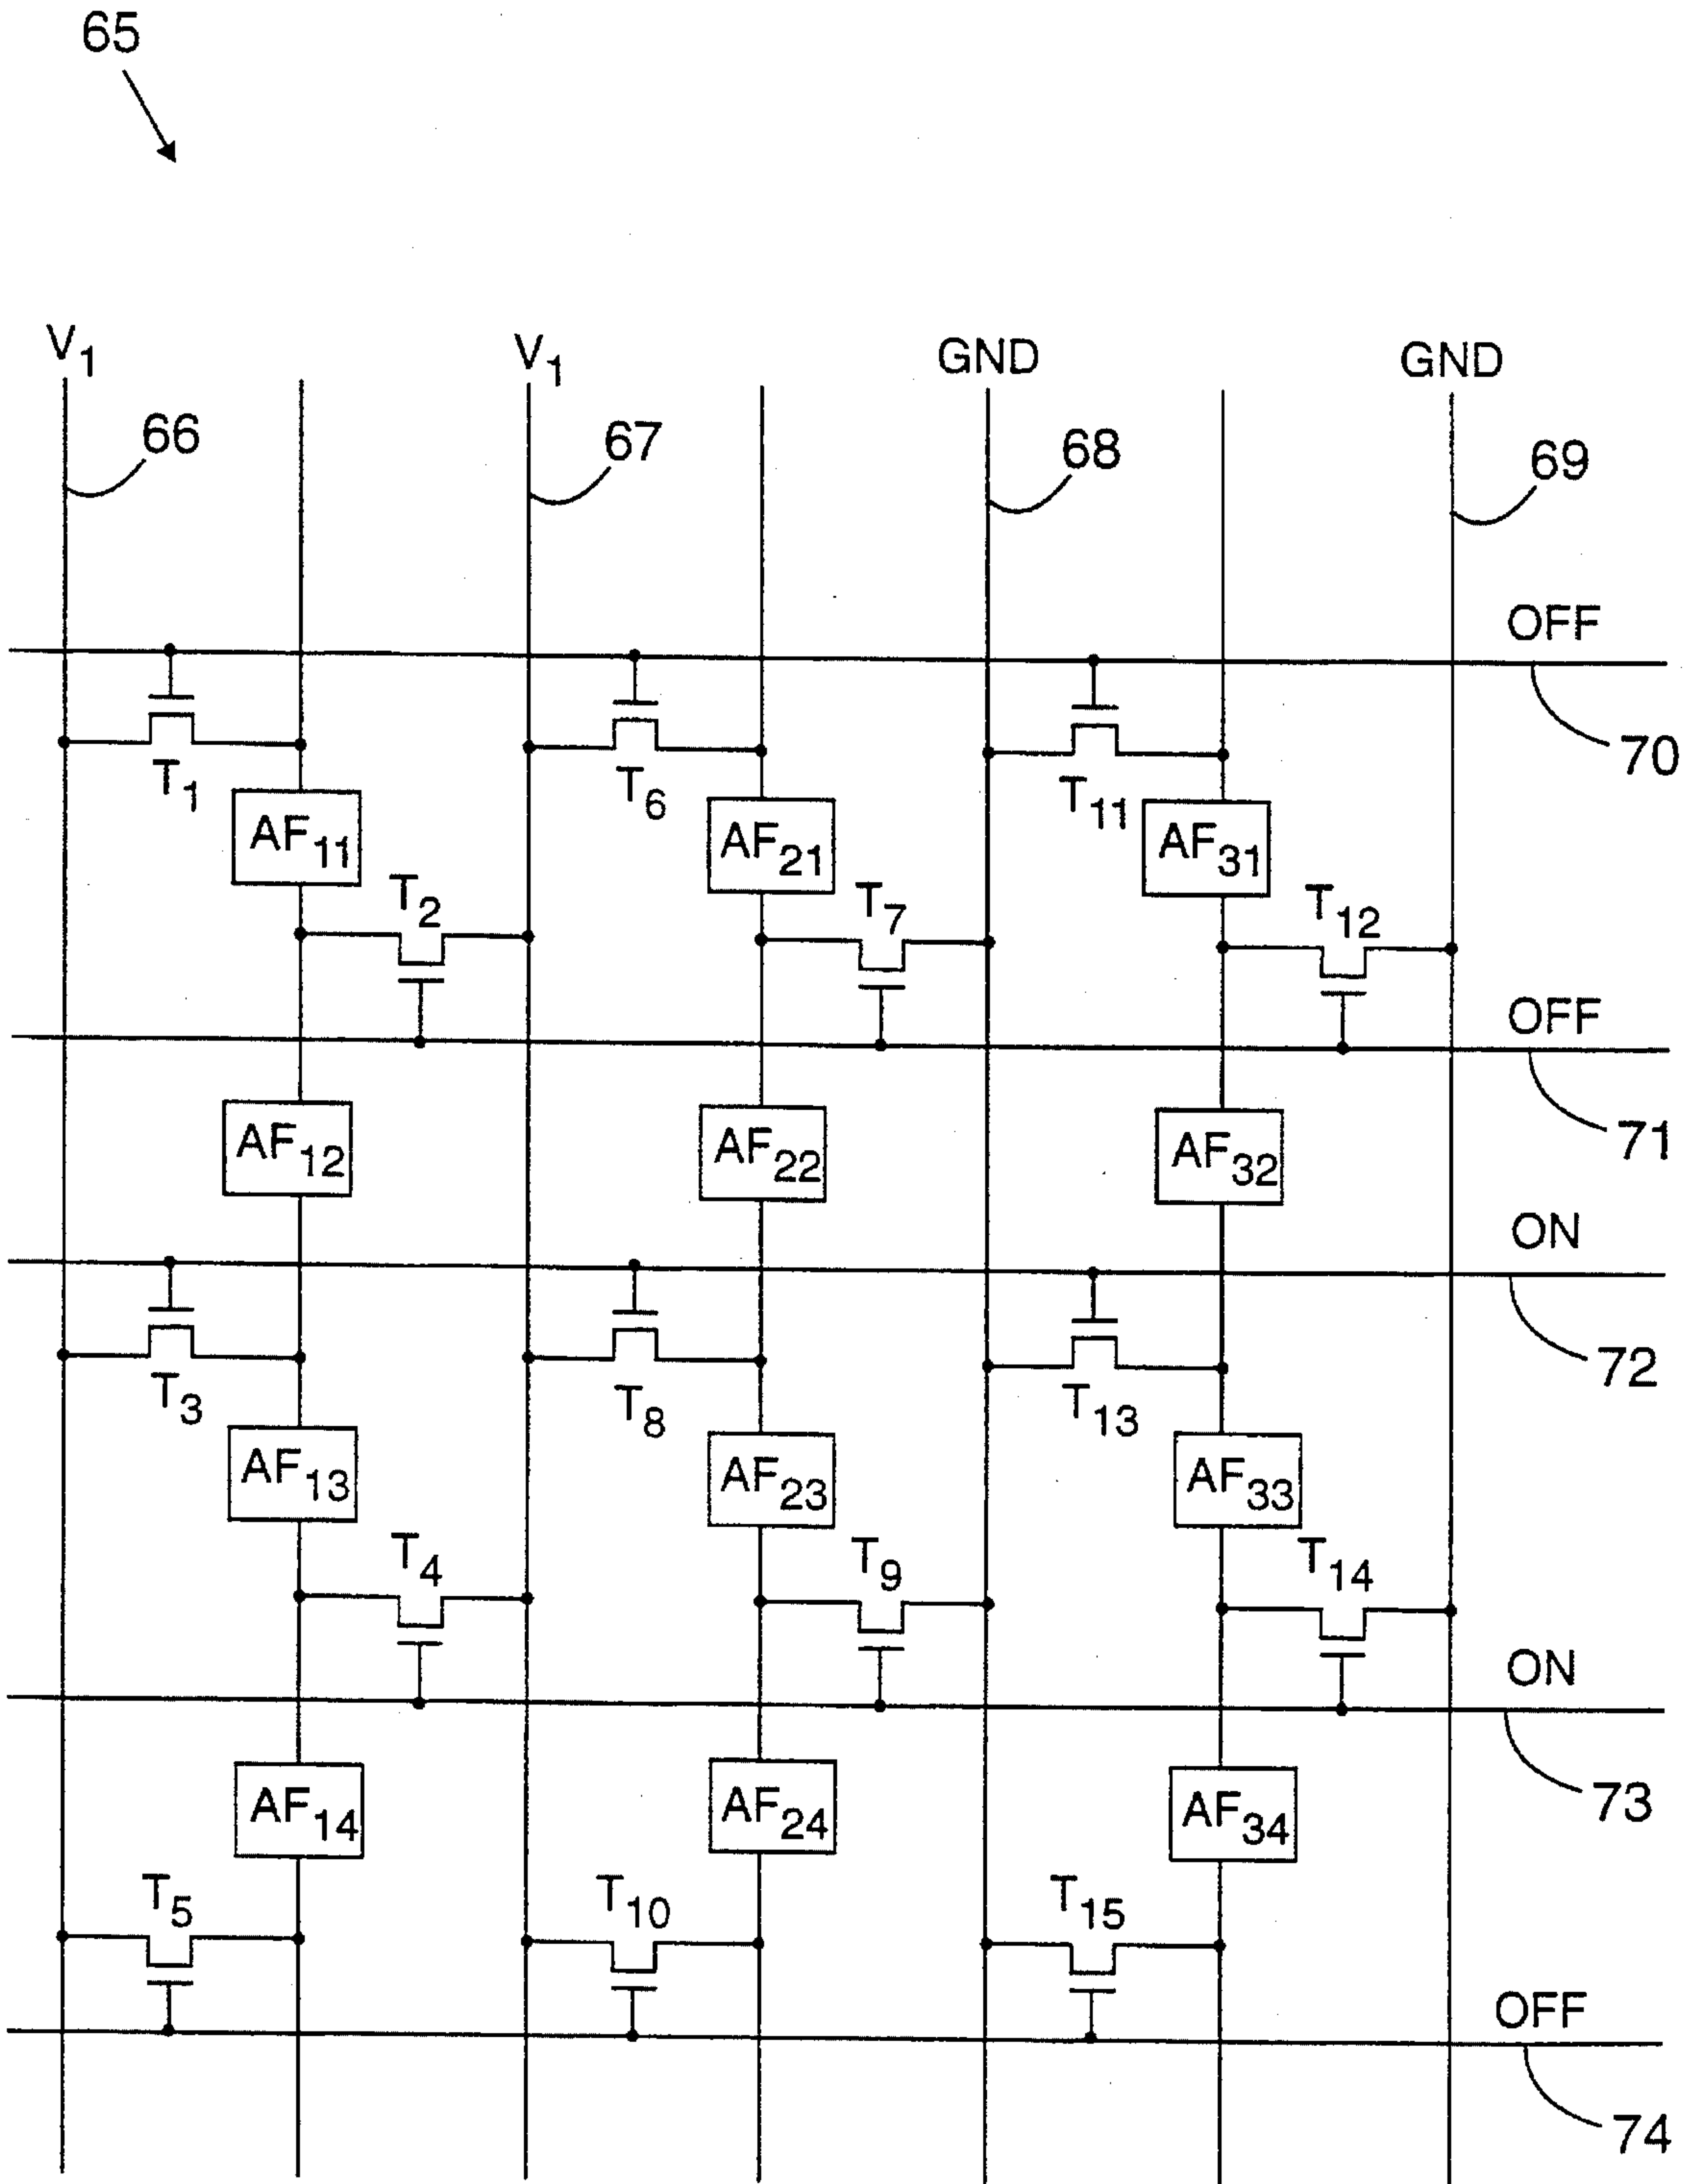 65
V1 V1 GND GND
66 67 68 69
OFF
70
T1 T6 T11
AF11 AF21 AF31
T2 T7 T12
OFF
71
AF12 AF22 AF32
ON
72
T3 T8 T13
AF13 AF23 AF33
T4 T9 T14
ON
73
AF14 AF24 AF34
T5 T10 T15
OFF
74